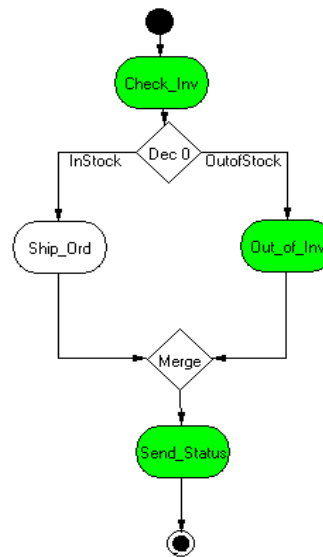 Check_Inv
Dec 0
InStock
OutofStock
Ship_Ord
Out_of_Inv
Merge
Send_Status